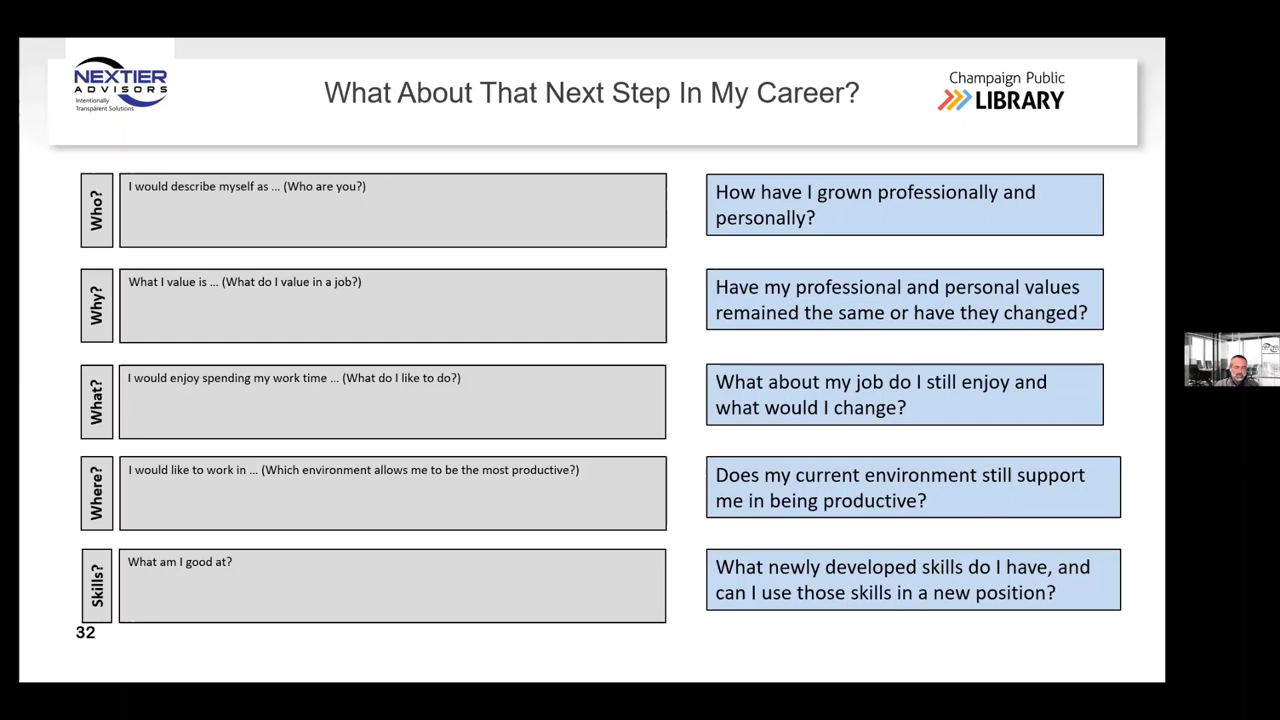 NEXTIER
ADVISORS
Intentionally
Transparent Solutions
What About That Next Step In My Career?
Champaign Public
LIBRARY
Who?
I would describe myself as ... (Who are you?)
How have I grown professionally and
personally?
Why?
What I value is ... (What do I value in a job?)
Have my professional and personal values
remained the same or have they changed?
What?
I would enjoy spending my work time ... (What do I like to do?)
What about my job do I still enjoy and
what would I change?
Where?
I would like to work in ... (Which environment allows me to be the most productive?)
Does my current environment still support
me in being productive?
Skills?
What am I good at?
What newly developed skills do I have, and
can I use those skills in a new position?
32